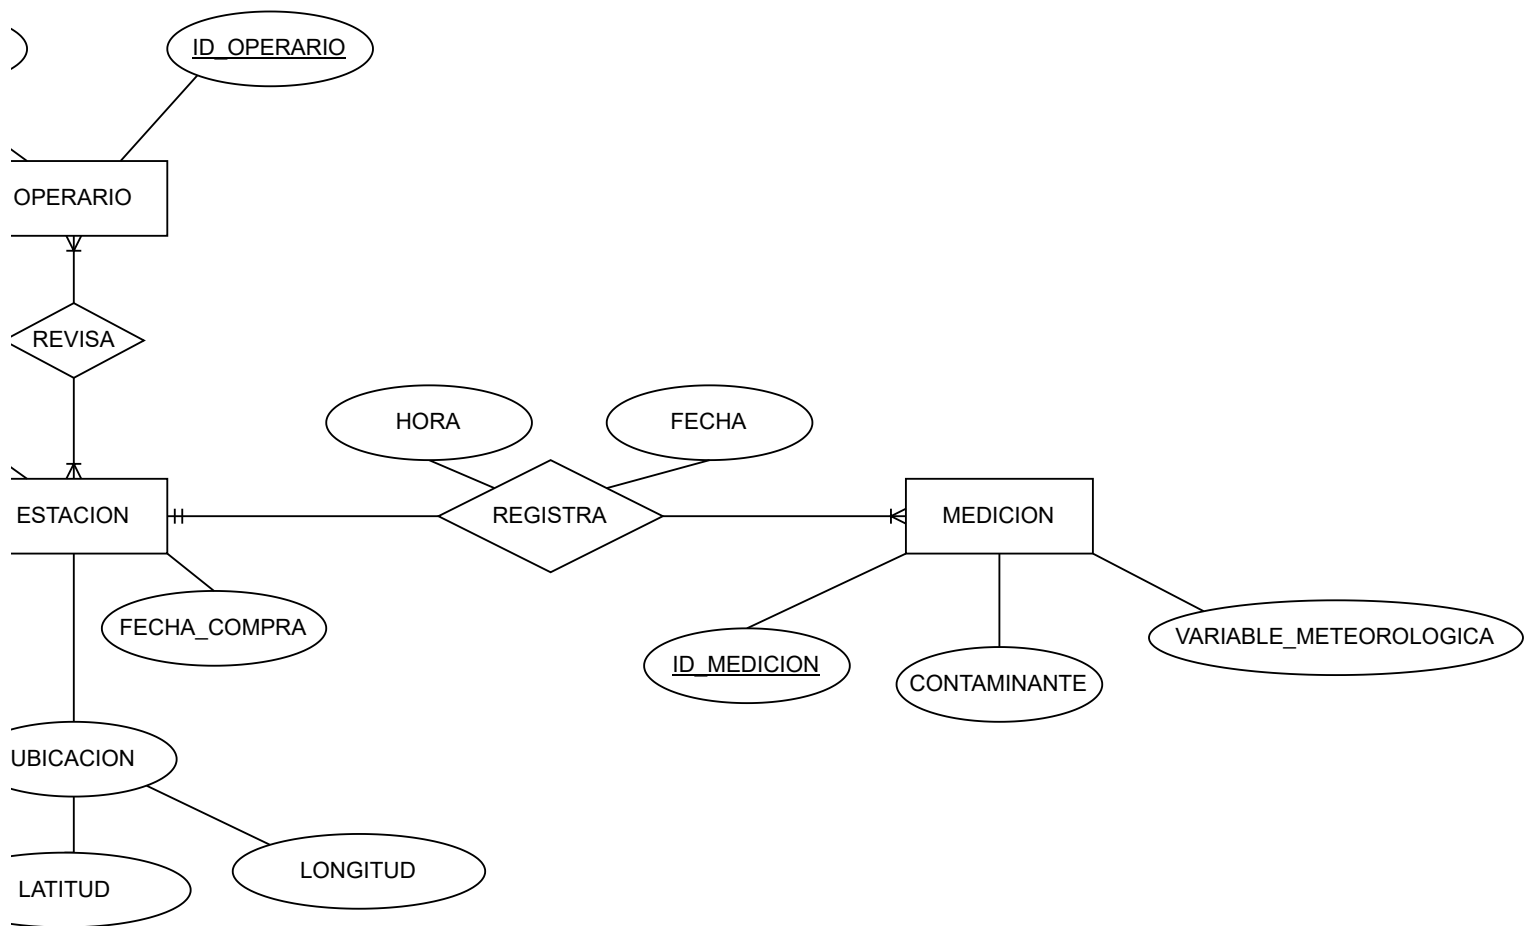 ID_OPERARIO
OPERARIO
REVISA
HORA
FECHA
ESTACION
REGISTRA
MEDICION
FECHA_COMPRA
ID_MEDICION
CONTAMINANTE
VARIABLE_METEOROLOGICA
UBICACION
LATITUD
LONGITUD